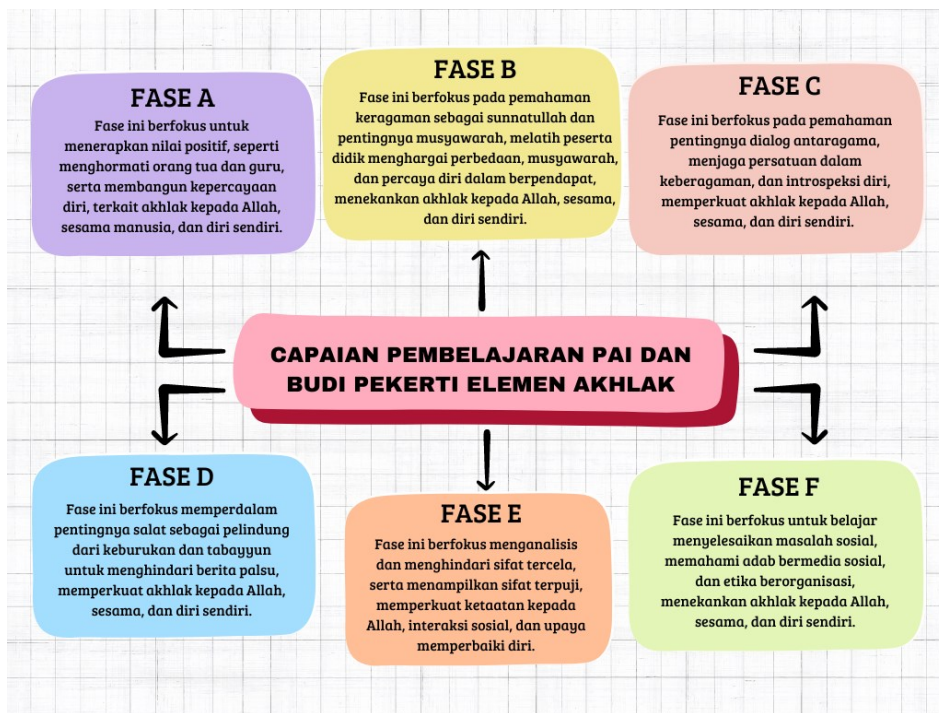 FASE A
Fase ini berfokus untuk
menerapkan nilai positif, seperti
menghormati orang tua dan guru,
serta membangun kepercayaan
diri, terkait akhlak kepada Allah,
sesama manusia, dan diri sendiri.
FASE B
Fase ini berfokus pada pemahaman
keragaman sebagai sunnatullah dan
pentingnya musyawarah, melatih peserta
didik menghargai perbedaan, musyawarah,
dan percaya diri dalam berpendapat,
menekankan akhlak kepada Allah, sesama,
dan diri sendiri.
FASE C
Fase ini berfokus pada pemahaman
pentingnya dialog antaragama,
menjaga persatuan dalam
keberagaman, dan introspeksi diri,
memperkuat akhlak kepada Allah,
sesama, dan diri sendiri.
CAPAIAN PEMBELAJARAN PAI DAN
BUDI PEKERTI ELEMEN AKHLAK
FASE D
Fase ini berfokus memperdalam
pentingnya salat sebagai pelindung
dari keburukan dan tabayyun
untuk menghindari berita palsu,
memperkuat akhlak kepada Allah,
sesama, dan diri sendiri.
FASE E
Fase ini berfokus menganalisis
dan menghindari sifat tercela,
serta menampilkan sifat terpuji,
memperkuat ketaatan kepada
Allah, interaksi sosial, dan upaya
memperbaiki diri.
FASE F
Fase ini berfokus untuk belajar
menyelesaikan masalah sosial,
memahami adab bermedia sosial,
dan etika berorganisasi,
menekankan akhlak kepada Allah,
sesama, dan diri sendiri.